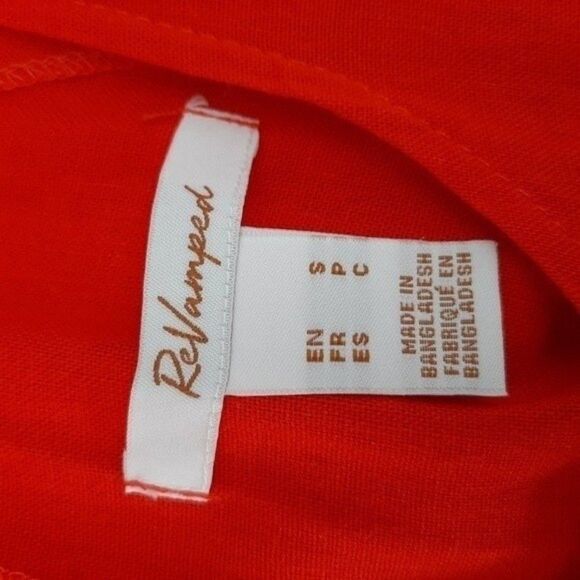 ReVamped
EN S
FR P
ES C
MADE IN
BANGLADESH
FABRIQUÉ EN
BANGLADESH